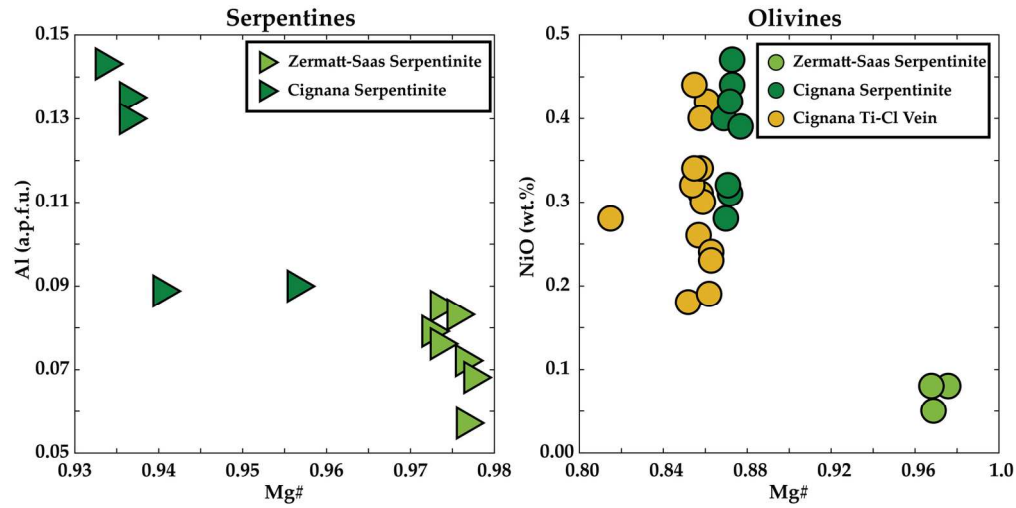 Serpentines
0.15
0.13
0.11
0.09
0.07
0.05
Al (a.p.f.u.)
Zermatt-Saas Serpentinite
Cignana Serpentinite
0.93 0.94 0.95 0.96 0.97 0.98
Mg#
Olivines
0.5
0.4
0.3
0.2
0.1
0.00
NiO (wt.%)
Zermatt-Saas Serpentinite
Cignana Serpentinite
Cignana Ti-Cl Vein
0.80 0.84 0.88 0.92 0.96 1.0
Mg#